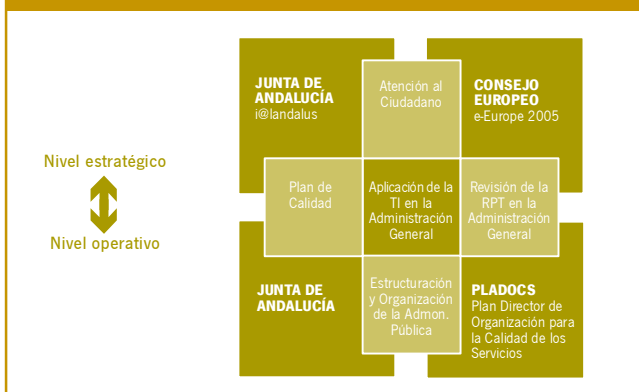 JUNTA DE
ANDALUCÍA
i@landalus
Atención al
Ciudadano
CONSEJO
EUROPEO
e-Europe 2005
Nivel estratégico
Nivel operativo
Plan de
Calidad
Aplicación de la
TI en la
Administración
General
Revisión de la
RPT en la
Administración
General
JUNTA DE
ANDALUCÍA
Estructuración
y Organización
de la Admon.
Pública
PLADOCS
Plan Director de
Organización para
la Calidad de los
Servicios